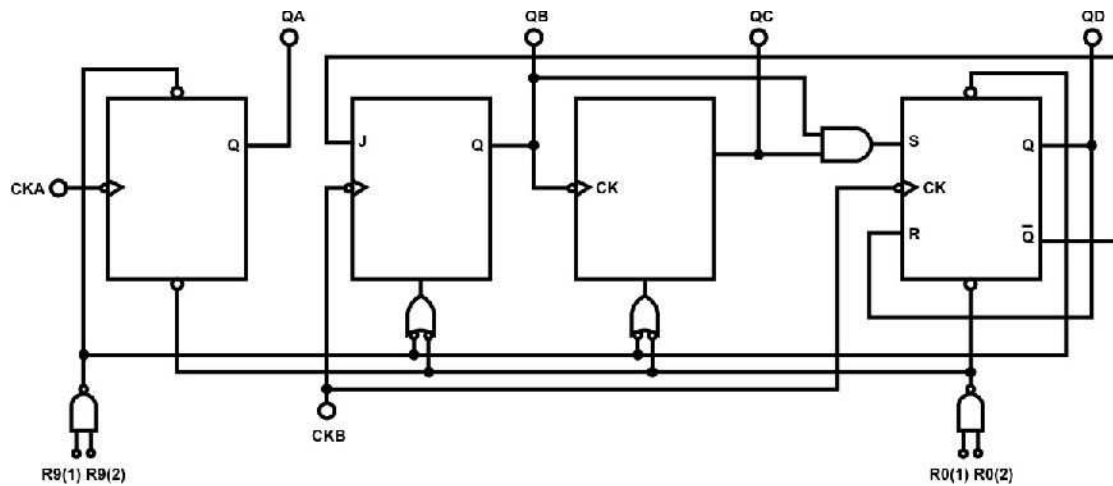 QA QB QC QD
Q J Q S Q
CKA CK CK
R Q̅
CKB
R9(1) R9(2) R0(1) R0(2)